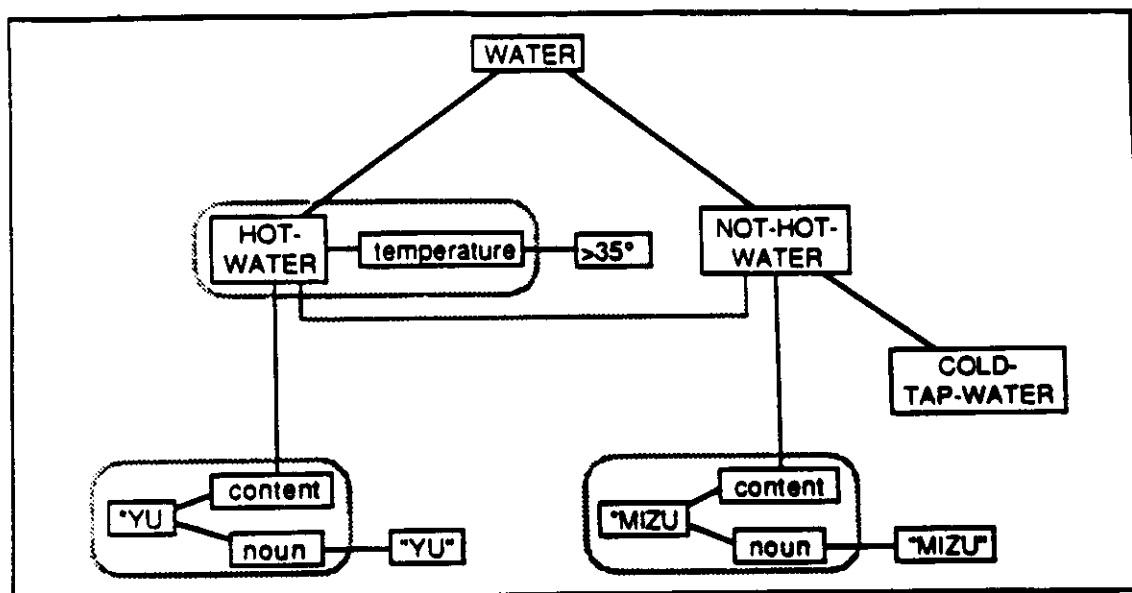 WATER
HOT-
WATER
temperature
>35°
NOT-HOT-
WATER
COLD-
TAP-WATER
*YU
content
noun
"YU"
*MIZU
content
noun
"MIZU"